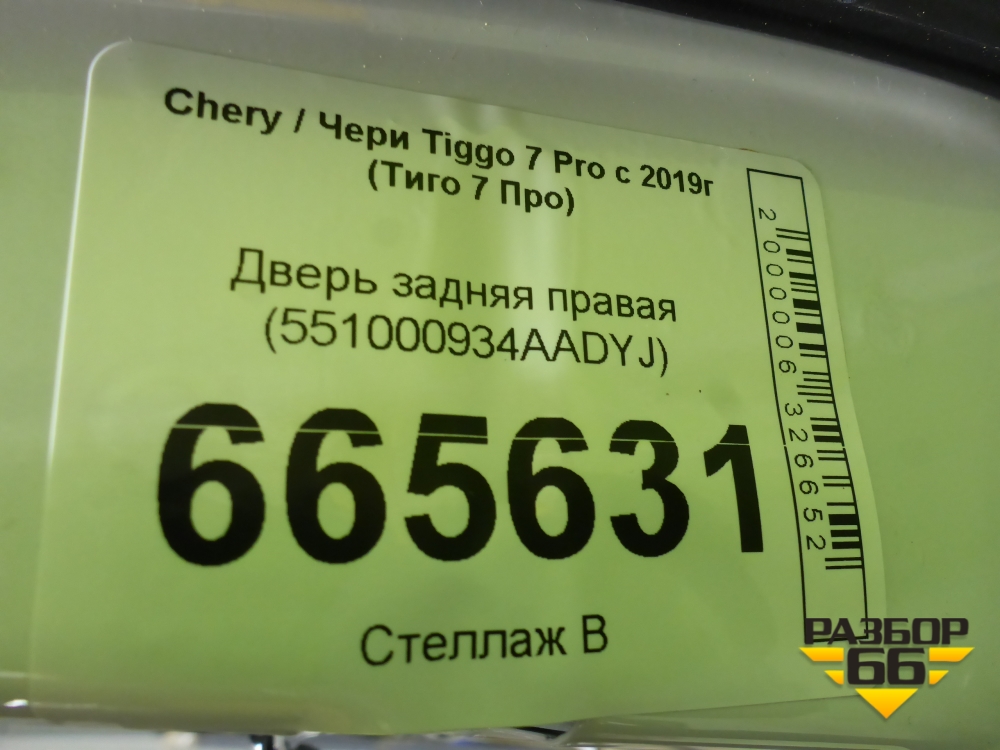 Chery / Чери Tiggo 7 Pro с 2019г
(Тиго 7 Про)
Дверь задняя правая
(551000934AADYJ)
665631
Стеллаж В
2000006326652
РАЗБОР
66